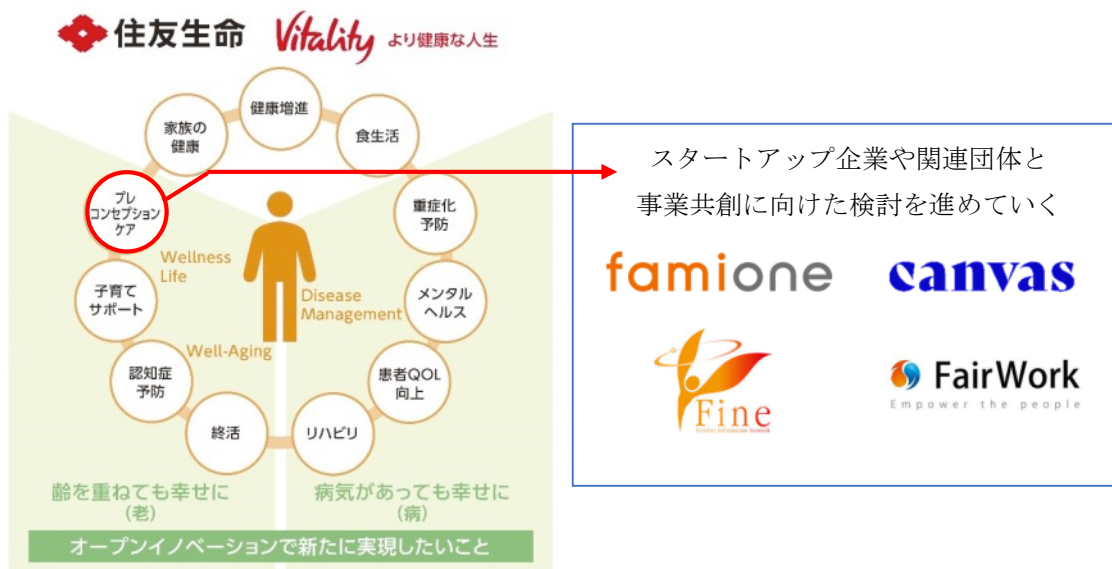 住友生命 Vitality より健康な人生
健康増進
家族の
健康
食生活
プレ
コンセプション
ケア
重症化
予防
Wellness
Life
子育て
サポート
Disease
Management
メンタル
ヘルス
Well-Aging
認知症
予防
患者QOL
向上
終活
リハビリ
齢を重ねても幸せに
(老)
病気があっても幸せに
(病)
オープンイノベーションで新たに実現したいこと
スタートアップ企業や関連団体と
事業共創に向けた検討を進めていく
famione
canvas
Fine
FairWork
Empower the people